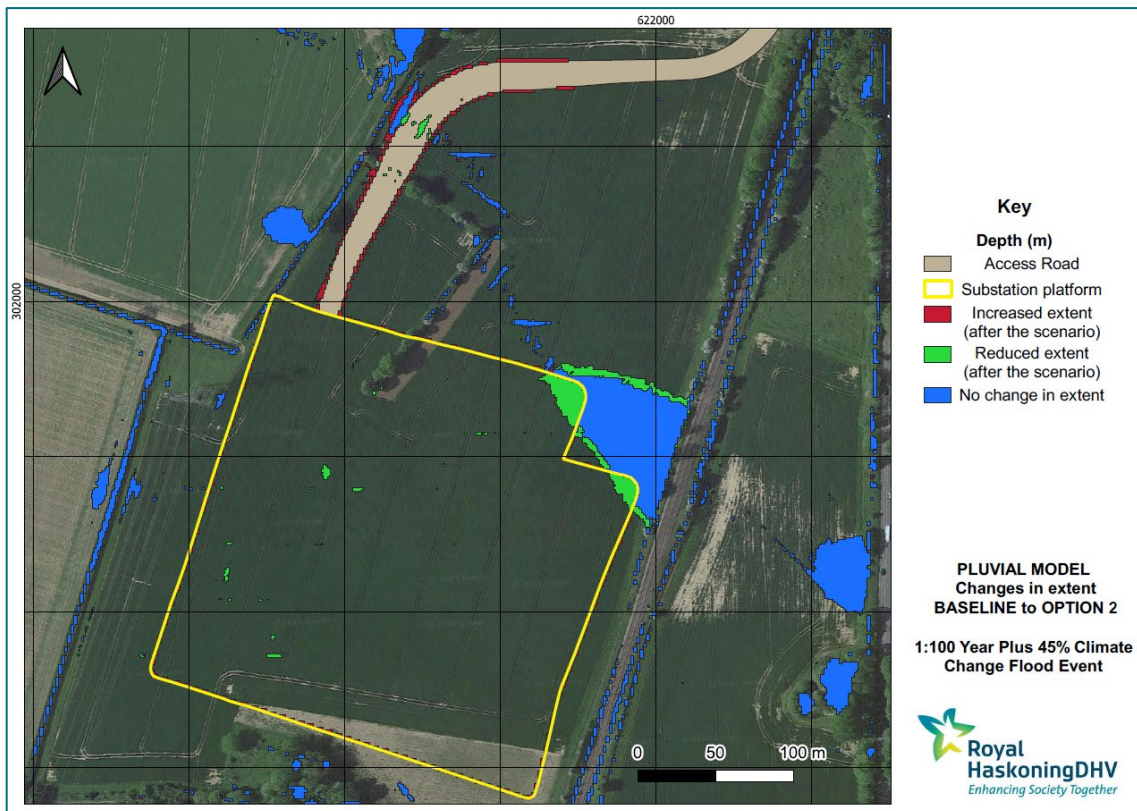 622000
302000
Key
Depth (m)
Access Road
Substation platform
Increased extent
(after the scenario)
Reduced extent
(after the scenario)
No change in extent
PLUVIAL MODEL
Changes in extent
BASELINE to OPTION 2
1:100 Year Plus 45% Climate
Change Flood Event
0 50 100 m
Royal
HaskoningDHV
Enhancing Society Together